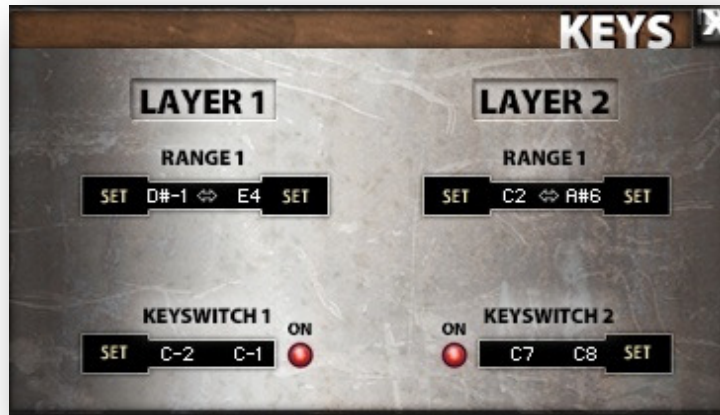 KEYS X
LAYER 1 LAYER 2
RANGE 1 RANGE 1
SET D#-1 ⇔ E4 SET SET C2 ⇔ A#6 SET
KEYSWITCH 1 ON ON KEYSWITCH 2
SET C-2 C-1 C7 C8 SET